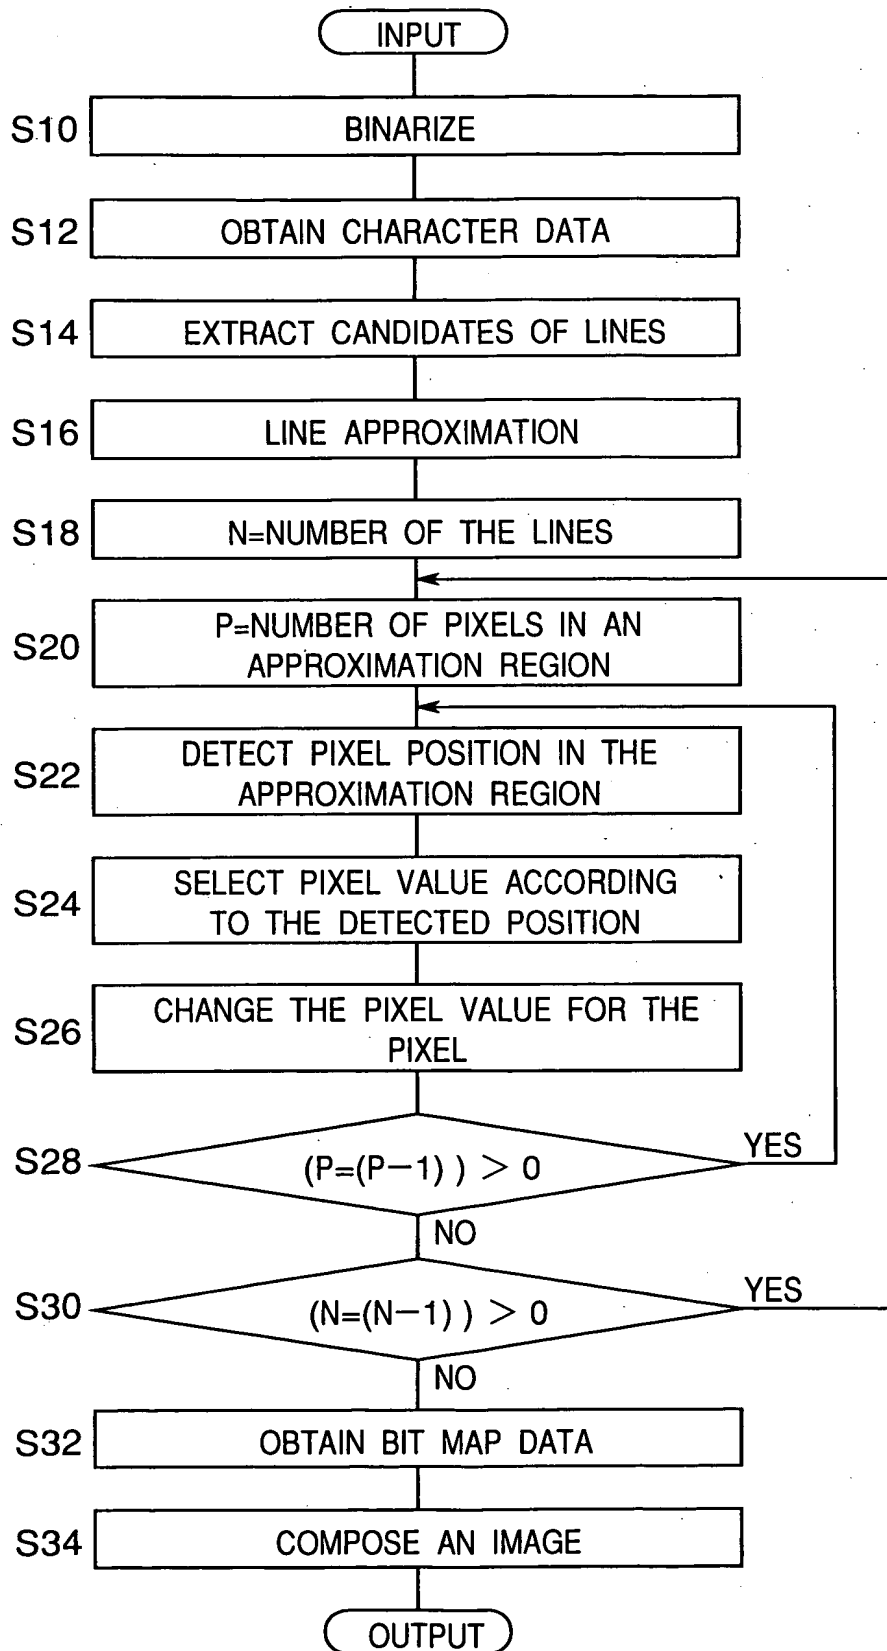 INPUT
S10 BINARIZE
S12 OBTAIN CHARACTER DATA
S14 EXTRACT CANDIDATES OF LINES
S16 LINE APPROXIMATION
S18 N=NUMBER OF THE LINES
S20 P=NUMBER OF PIXELS IN AN
APPROXIMATION REGION
S22 DETECT PIXEL POSITION IN THE
APPROXIMATION REGION
S24 SELECT PIXEL VALUE ACCORDING
TO THE DETECTED POSITION
S26 CHANGE THE PIXEL VALUE FOR THE
PIXEL
S28 (P=(P−1) ) > 0 YES
NO
S30 (N=(N−1) ) > 0 YES
NO
S32 OBTAIN BIT MAP DATA
S34 COMPOSE AN IMAGE
OUTPUT